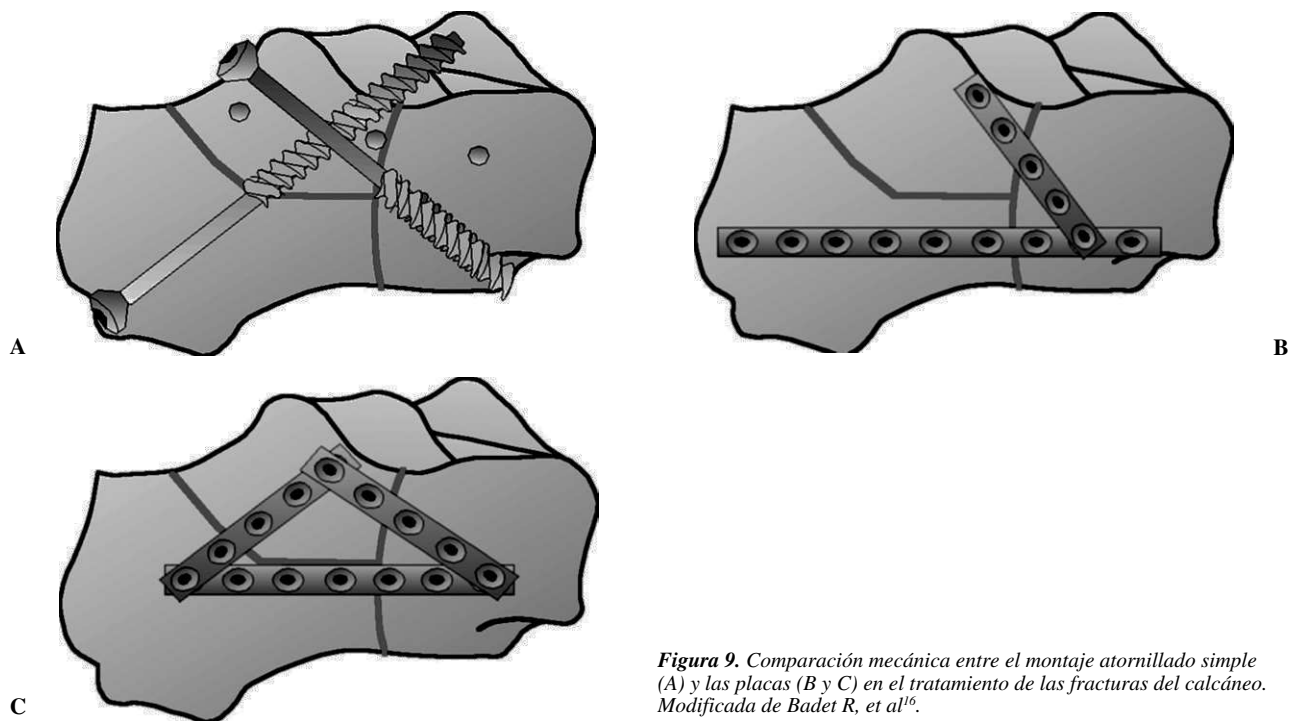 A
B
C
Figura 9. Comparación mecánica entre el montaje atornillado simple
(A) y las placas (B y C) en el tratamiento de las fracturas del calcáneo.
Modificada de Badet R, et al16.